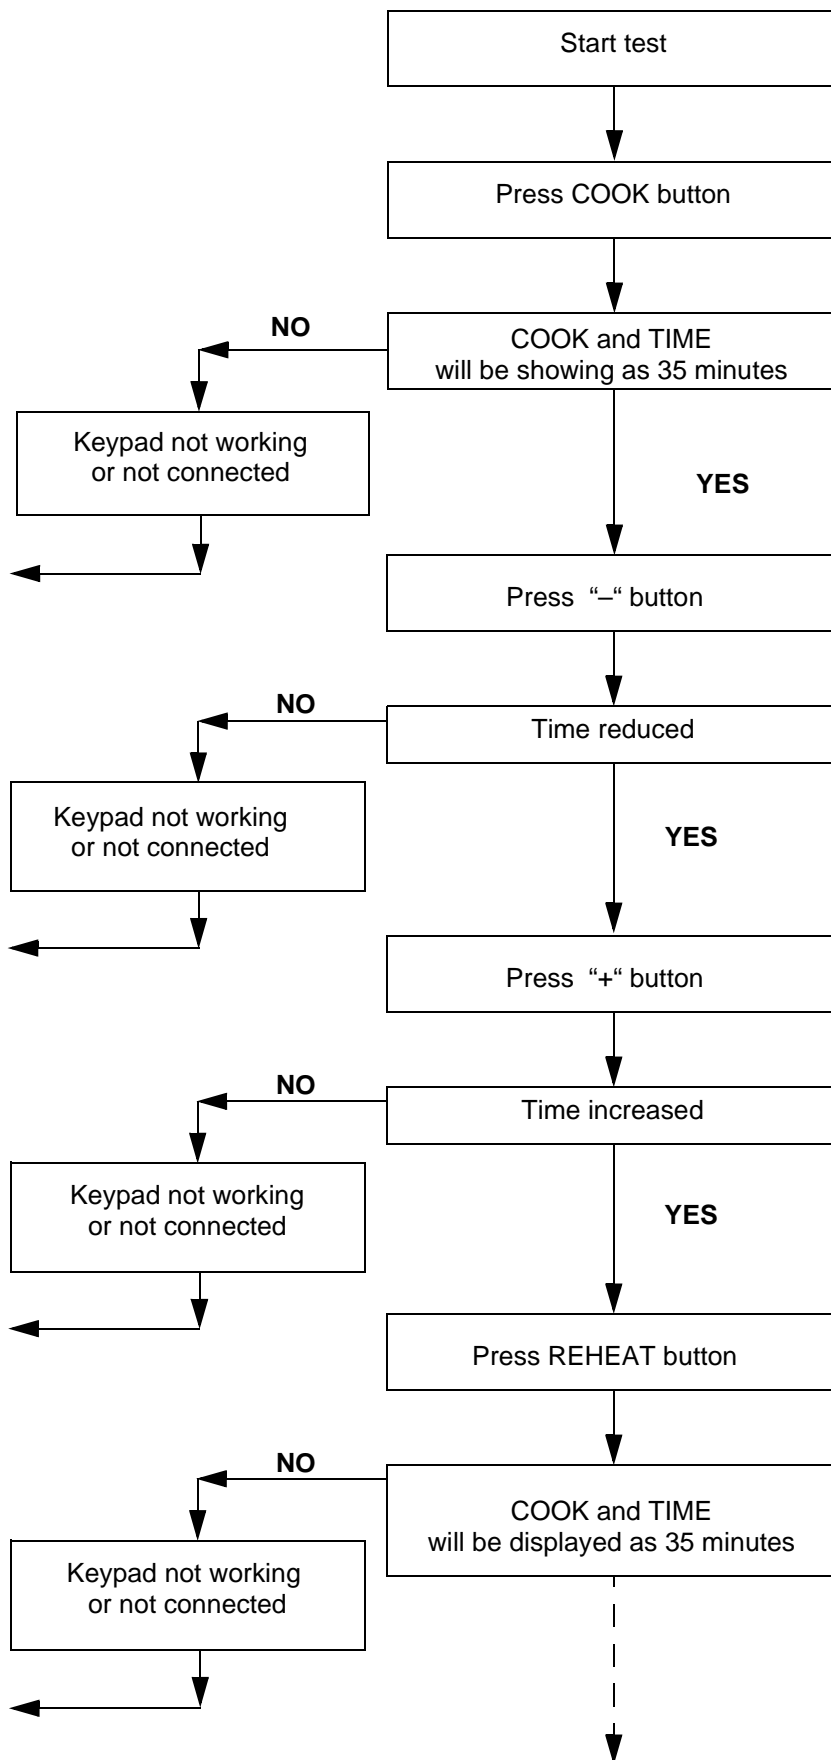 Start test
Press COOK button
NO
COOK and TIME
will be showing as 35 minutes
Keypad not working
or not connected
YES
Press “–“ button
NO
Time reduced
Keypad not working
or not connected
YES
Press “+“ button
NO
Time increased
Keypad not working
or not connected
YES
Press REHEAT button
NO
COOK and TIME
will be displayed as 35 minutes
Keypad not working
or not connected